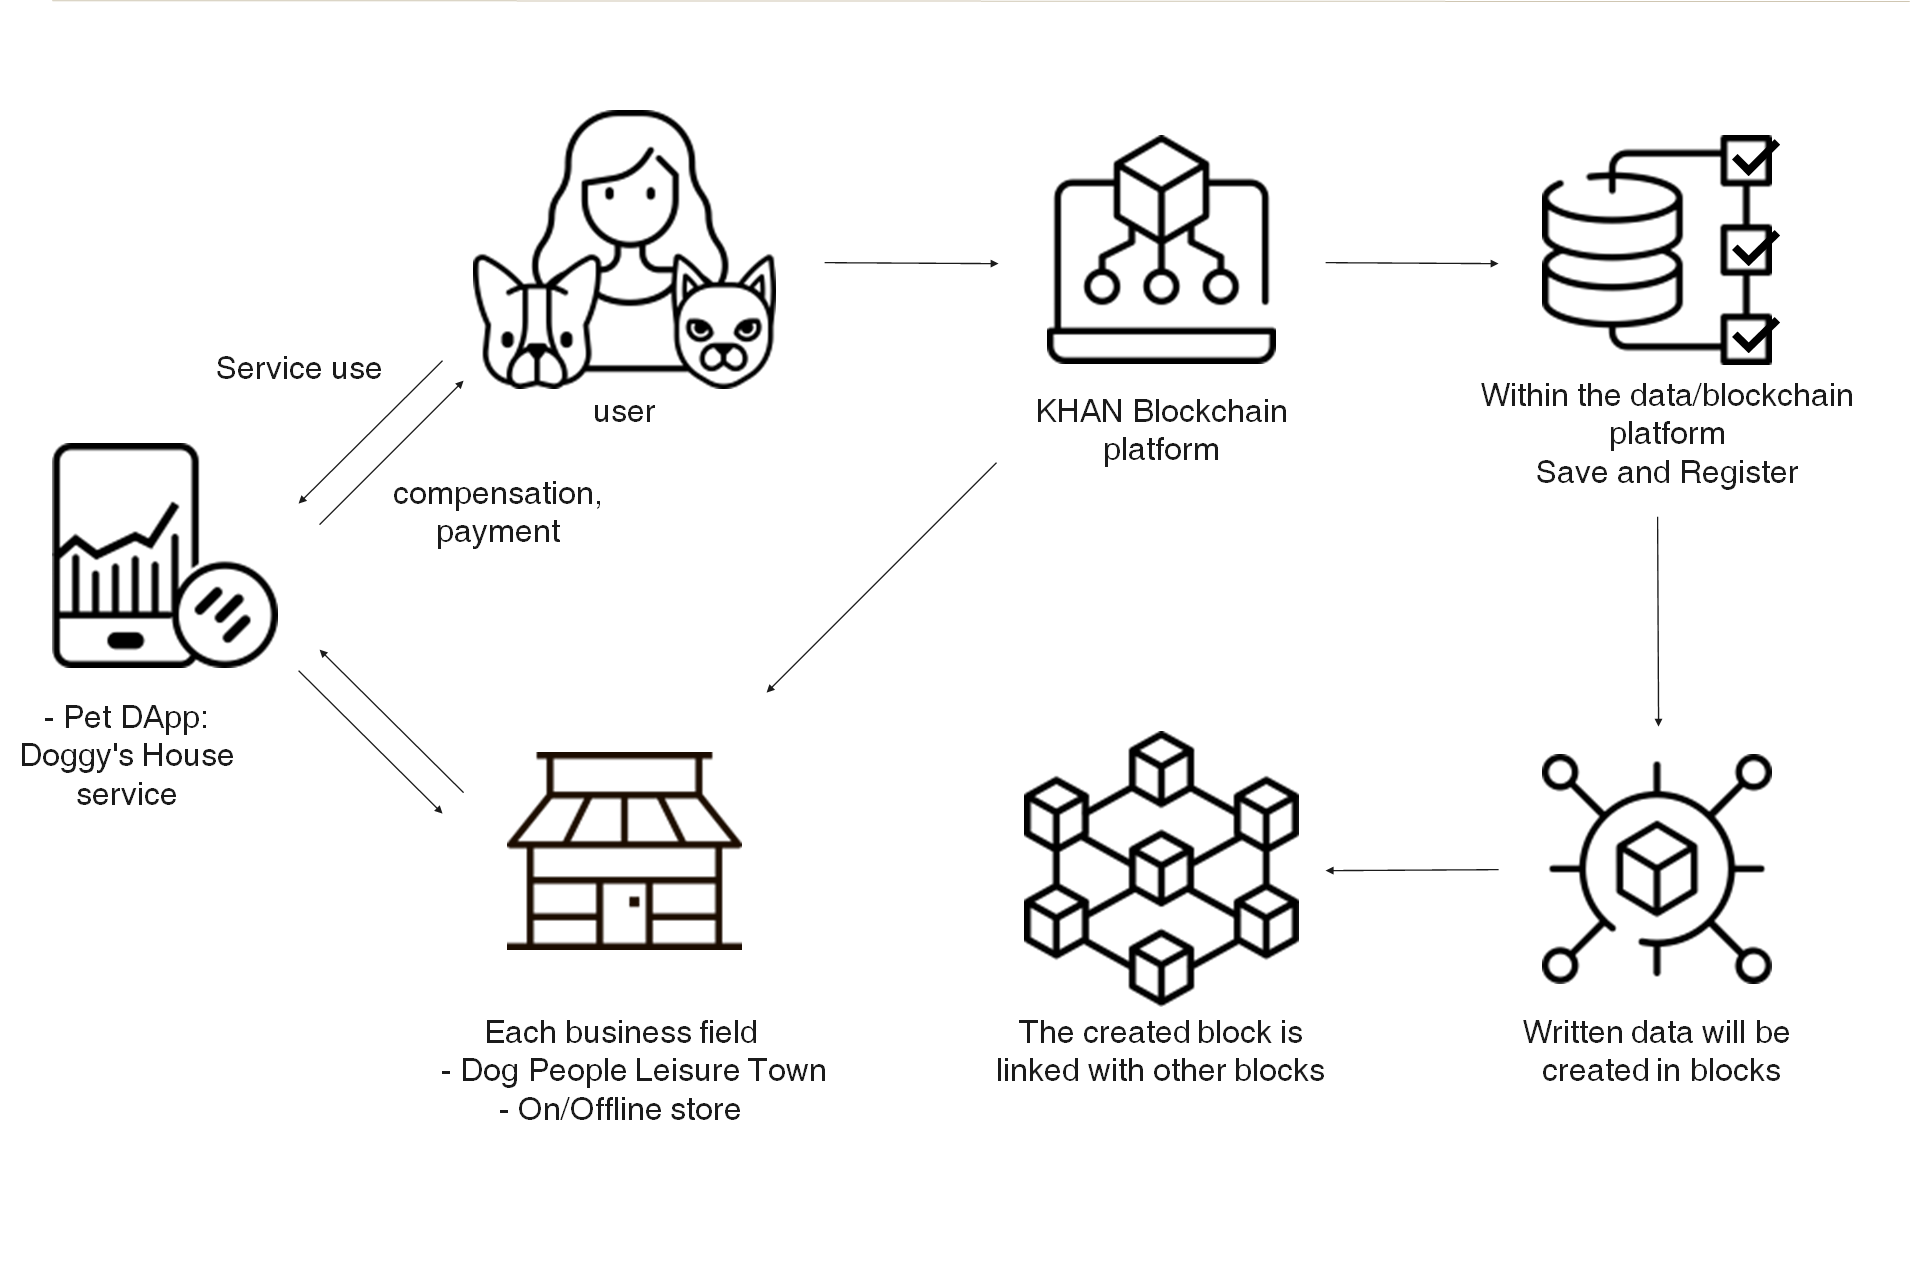 Service use
user
compensation,
payment
KHAN Blockchain
platform
Within the data/blockchain
platform
Save and Register
- Pet DApp:
Doggy's House
service
Each business field
- Dog People Leisure Town
- On/Offline store
The created block is
linked with other blocks
Written data will be
created in blocks